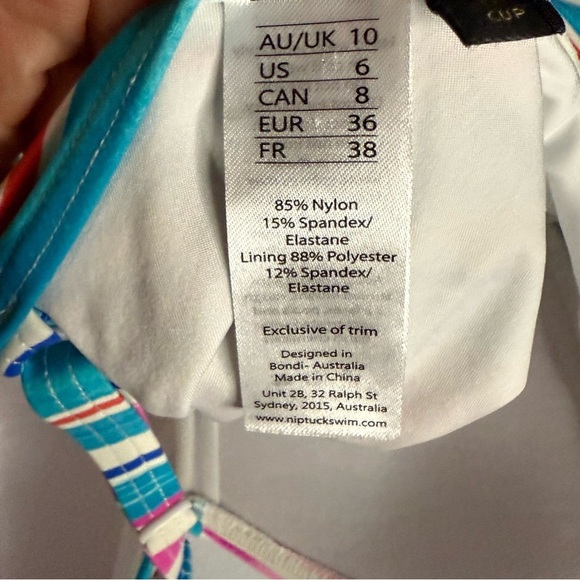 CUP
AU/UK 10
US 6
CAN 8
EUR 36
FR 38
85% Nylon
15% Spandex/
Elastane
Lining 88% Polyester
12% Spandex/
Elastane
Exclusive of trim
Designed in
Bondi- Australia
Made in China
Unit 28, 32 Ralph St
Sydney, 2015, Australia
www.niptuckswim.com